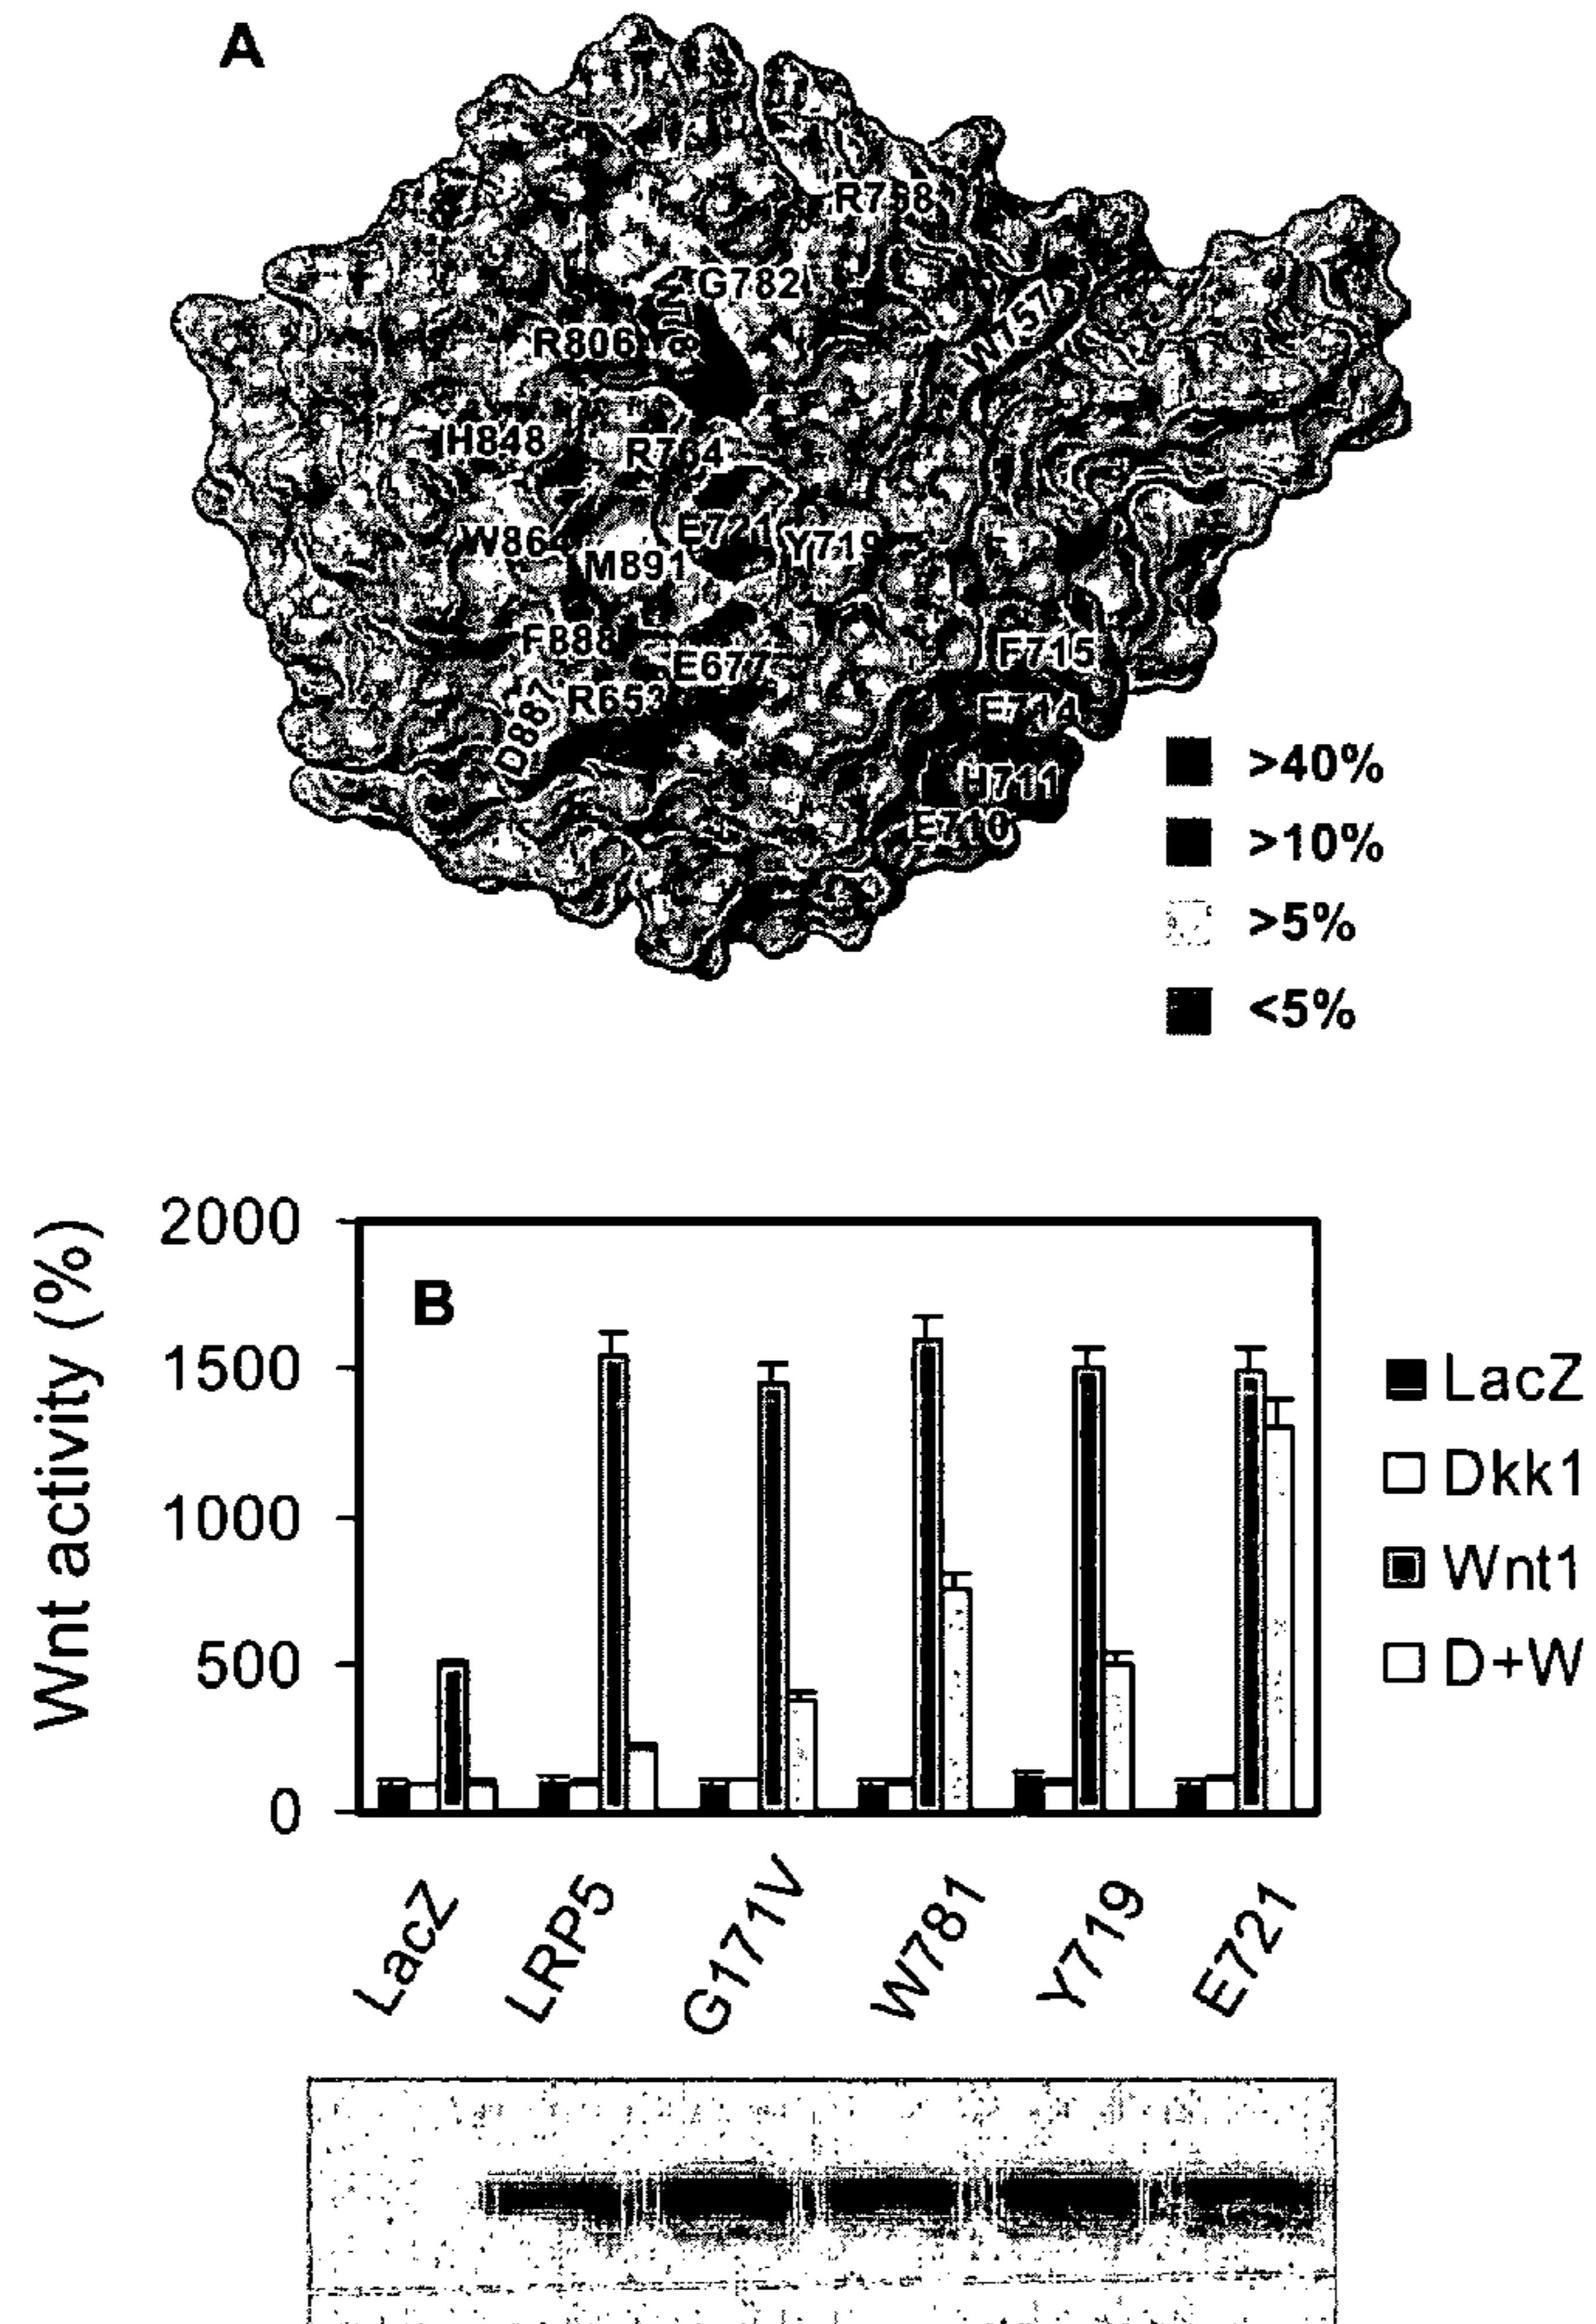 A
R768
G782
W757
R806
H848
R764
W864
M891
E721
Y719
F888
E677
R653
D887
F715
E714
H711
E710
>40%
>10%
>5%
<5%
B
Wnt activity (%)
2000
1500
1000
500
0
LacZ
Dkk1
Wnt1
D+W
LacZ
LRP5
G171V
W781
Y719
E721